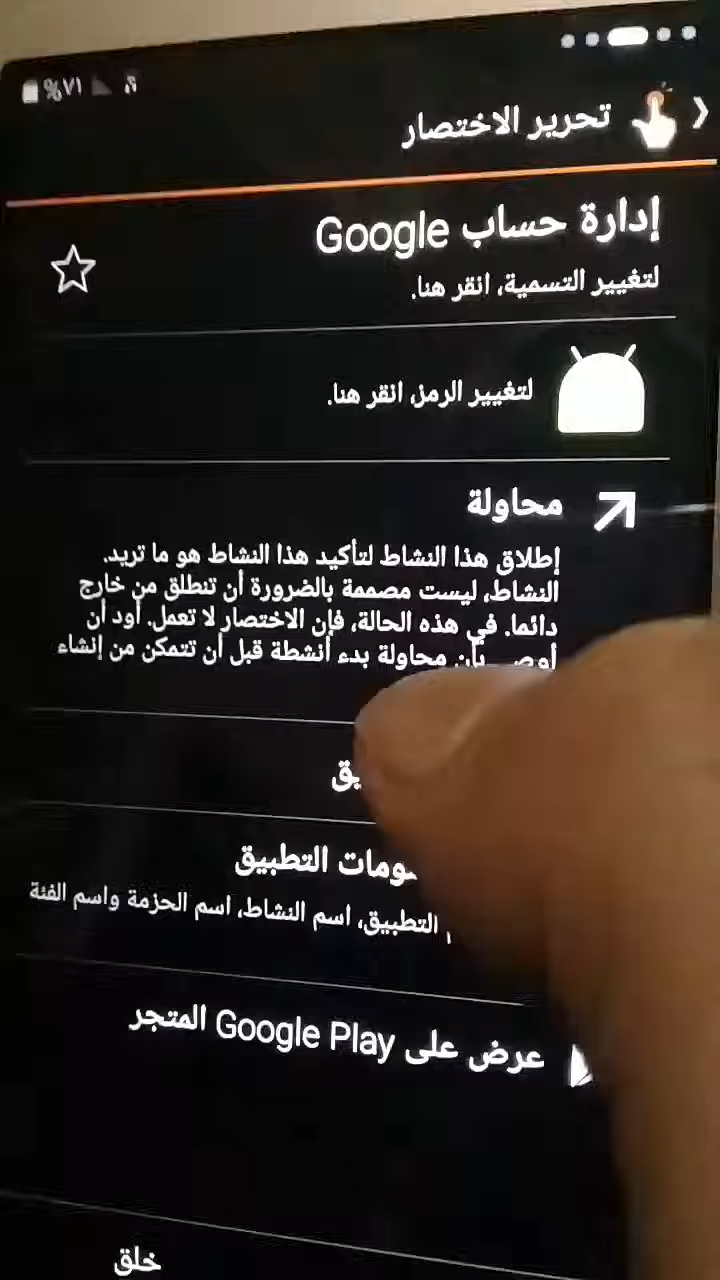 %٧١
تحرير الاختصار
إدارة حساب Google
لتغيير التسمية، انقر هنا.
لتغيير الرمز، انقر هنا.
محاولة
إطلاق هذا النشاط لتأكيد هذا النشاط هو ما تريد.
النشاط، ليست مصممة بالضرورة أن تنطلق من خارج
دائما. في هذه الحالة، فإن الاختصار لا تعمل. أود أن
بأن محاولة بدء أنشطة قبل أن تتمكن من إنشاء
التطبيق
التطبيق، اسم النشاط، اسم الحزمة واسم الفئة
عرض على Google Play المتجر
خلق